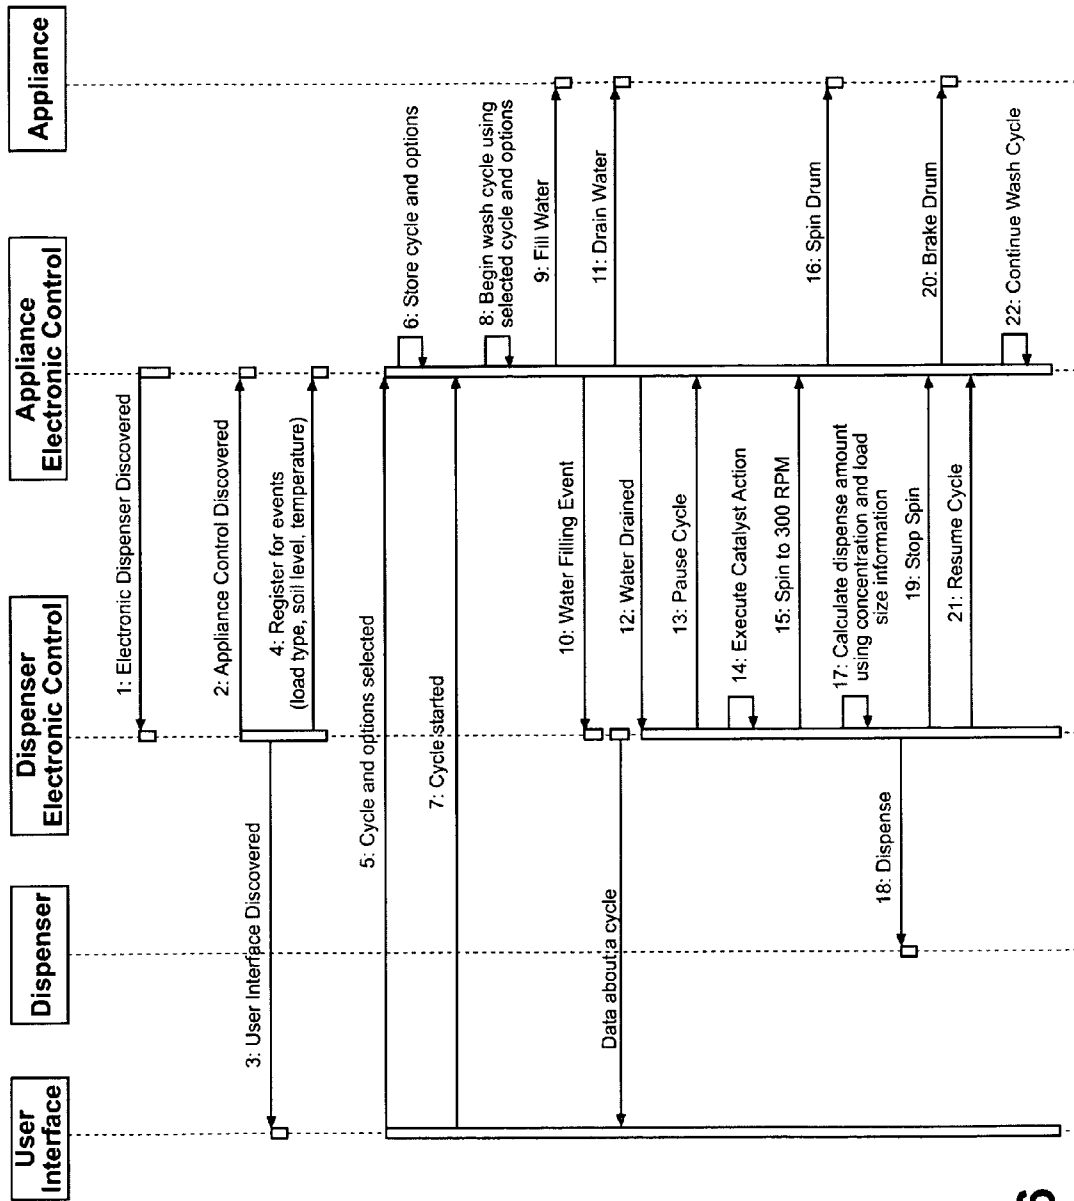 User
Interface
Dispenser
Dispenser
Electronic Control
Appliance
Electronic Control
Appliance
1: Electronic Dispenser Discovered
2: Appliance Control Discovered
3: User Interface Discovered
4: Register for events
(load type, soil level, temperature)
5: Cycle and options selected
6: Store cycle and options
7: Cycle started
8: Begin wash cycle using
selected cycle and options
9: Fill Water
10: Water Filling Event
11: Drain Water
Data about a cycle
12: Water Drained
13: Pause Cycle
14: Execute Catalyst Action
15: Spin to 300 RPM
16: Spin Drum
17: Calculate dispense amount
using concentration and load
size information
18: Dispense
19: Stop Spin
20: Brake Drum
21: Resume Cycle
22: Continue Wash Cycle